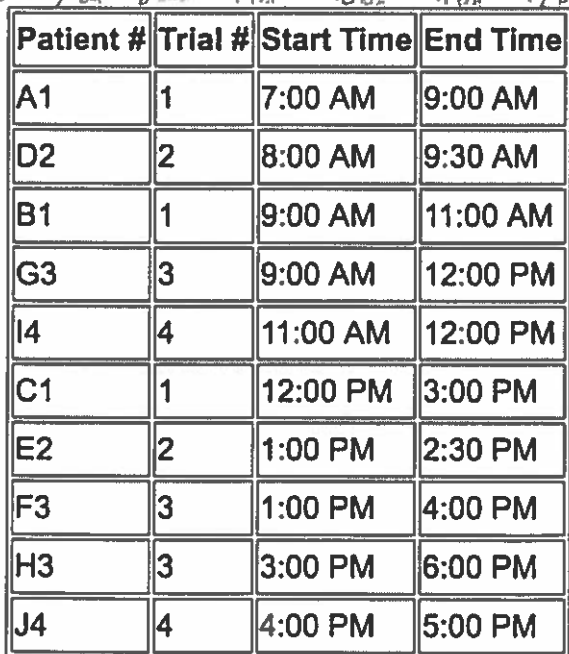 Patient # Trial # Start Time End Time
A1 1 7:00 AM 9:00 AM
D2 2 8:00 AM 9:30 AM
B1 1 9:00 AM 11:00 AM
G3 3 9:00 AM 12:00 PM
I4 4 11:00 AM 12:00 PM
C1 1 12:00 PM 3:00 PM
E2 2 1:00 PM 2:30 PM
F3 3 1:00 PM 4:00 PM
H3 3 3:00 PM 6:00 PM
J4 4 4:00 PM 5:00 PM